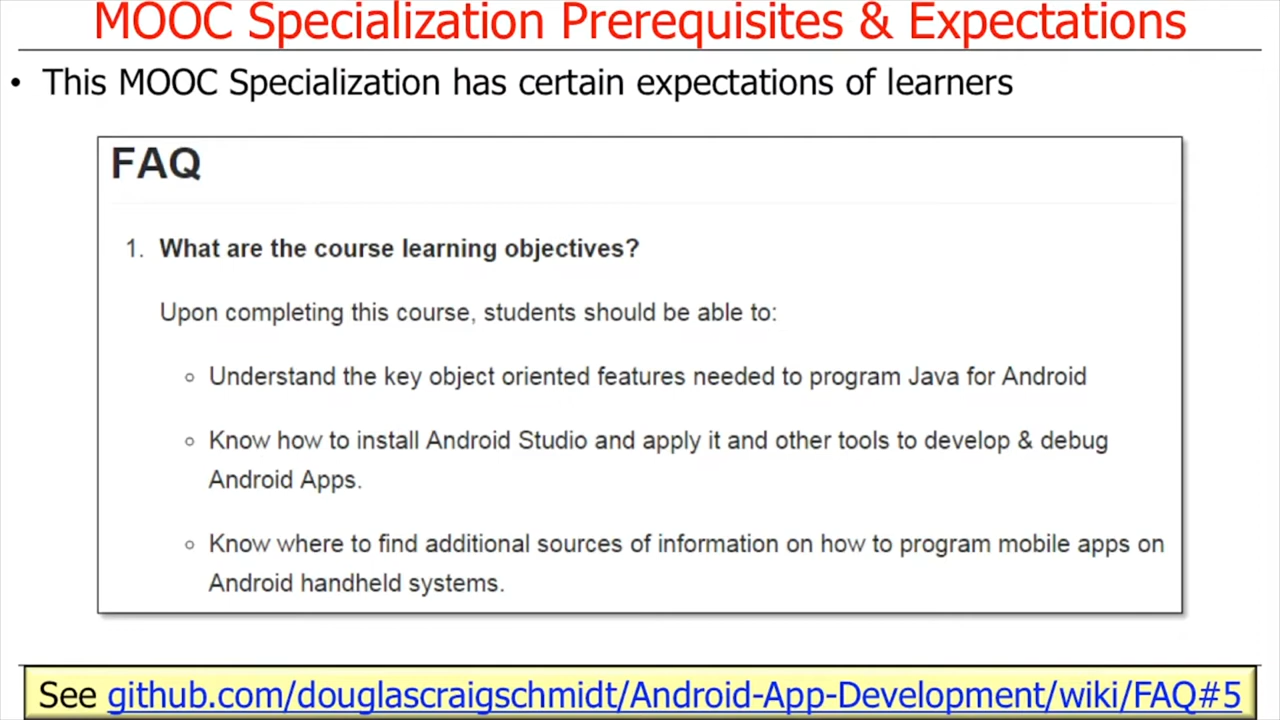 MOOC Specialization Prerequisites & Expectations
• This MOOC Specialization has certain expectations of learners
FAQ
1. What are the course learning objectives?
Upon completing this course, students should be able to:
◦ Understand the key object oriented features needed to program Java for Android
◦ Know how to install Android Studio and apply it and other tools to develop & debug
Android Apps.
◦ Know where to find additional sources of information on how to program mobile apps on
Android handheld systems.
See github.com/douglascraigschmidt/Android-App-Development/wiki/FAQ#5